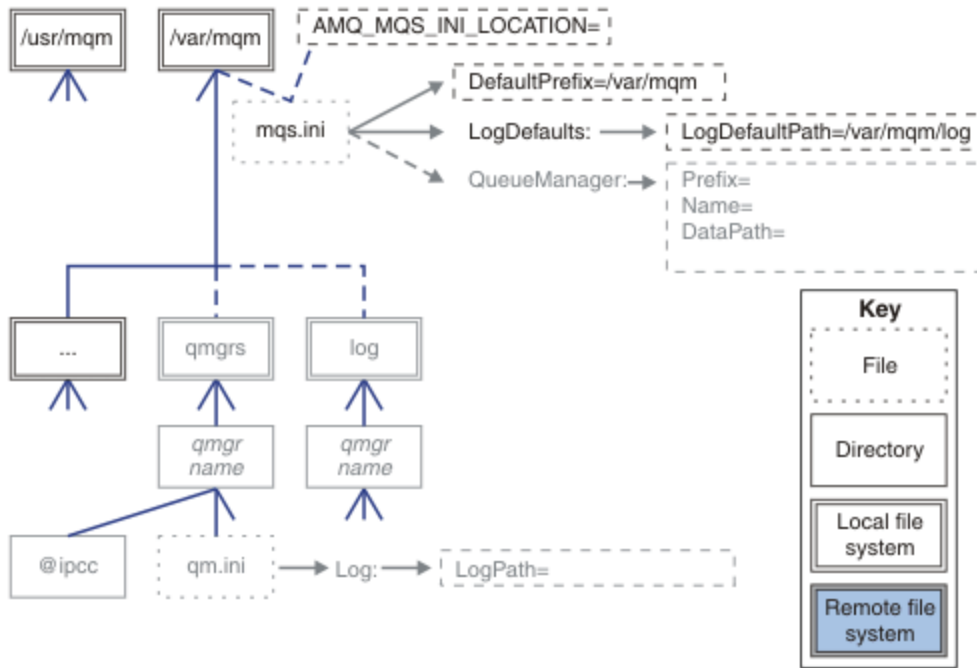 /usr/mqm
/var/mqm
AMQ_MQS_INI_LOCATION=
DefaultPrefix=/var/mqm
mqs.ini
LogDefaults:
LogDefaultPath=/var/mqm/log
QueueManager:
Prefix=
Name=
DataPath=
...
qmgrs
log
qmgr
name
qmgr
name
@ipcc
qm.ini
Log:
LogPath=
Key
File
Directory
Local file
system
Remote file
system